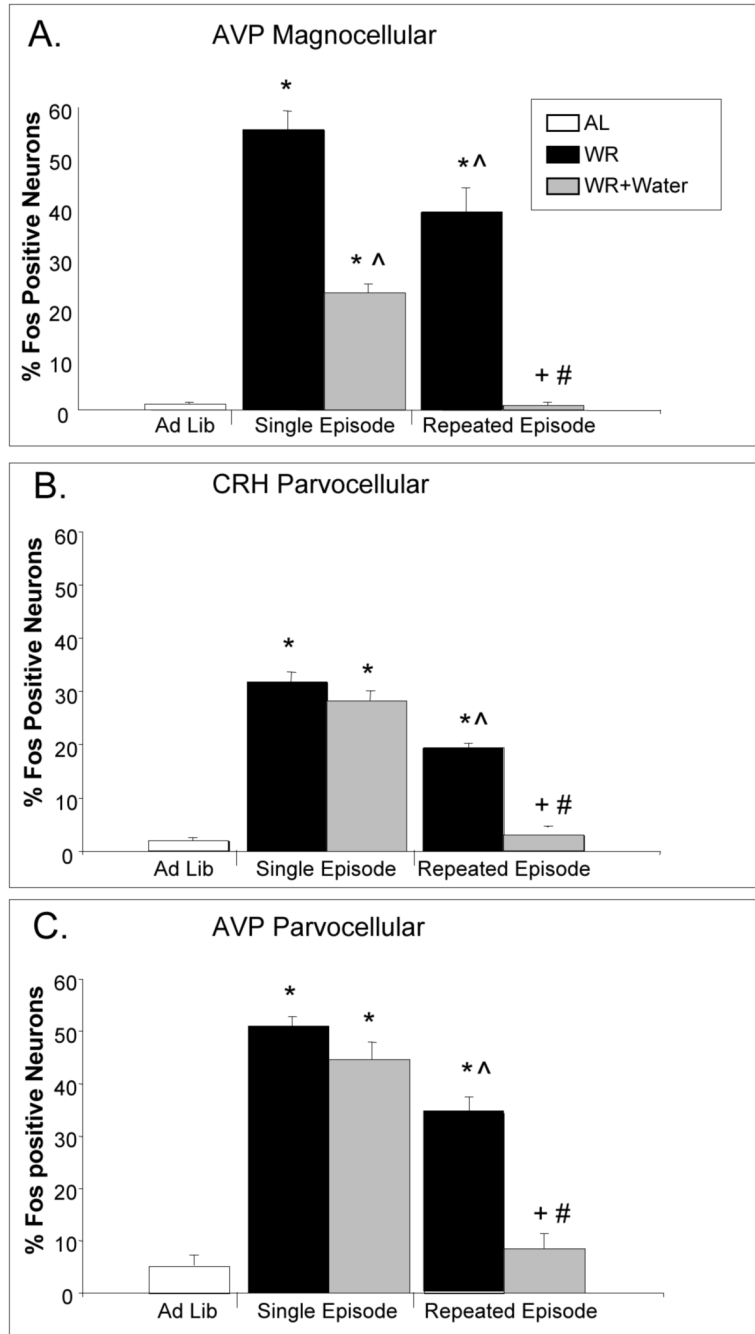 A.
AVP Magnocellular
% Fos Positive Neurons
60
50
40
30
20
10
0
*
* ^
*^
+ #
AL
WR
WR+Water
Ad Lib Single Episode Repeated Episode
B.
CRH Parvocellular
% Fos Positive Neurons
60
50
40
30
20
10
0
*
*
*^
+ #
Ad Lib Single Episode Repeated Episode
C.
AVP Parvocellular
% Fos positive Neurons
60
50
40
30
20
10
0
*
*
*^
+ #
Ad Lib Single Episode Repeated Episode